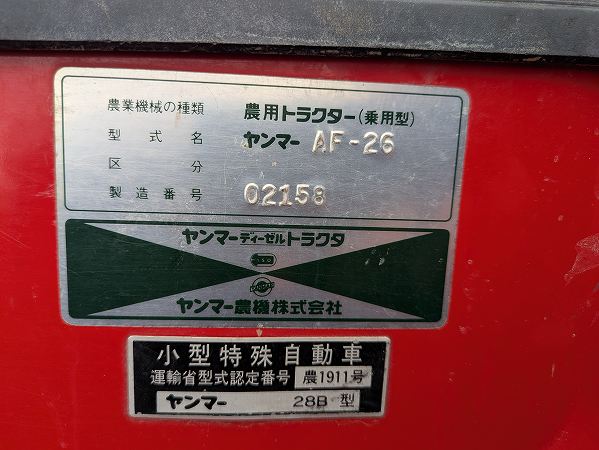 農業機械の種類 農用トラクター(乗用型)
型式名 ヤンマー AF-26
区分
製造番号 02158
ヤンマーディーゼルトラクタ
ヤンマー農機株式会社
小型特殊自動車
運輸省型式認定番号 農1911号
ヤンマー 28B 型